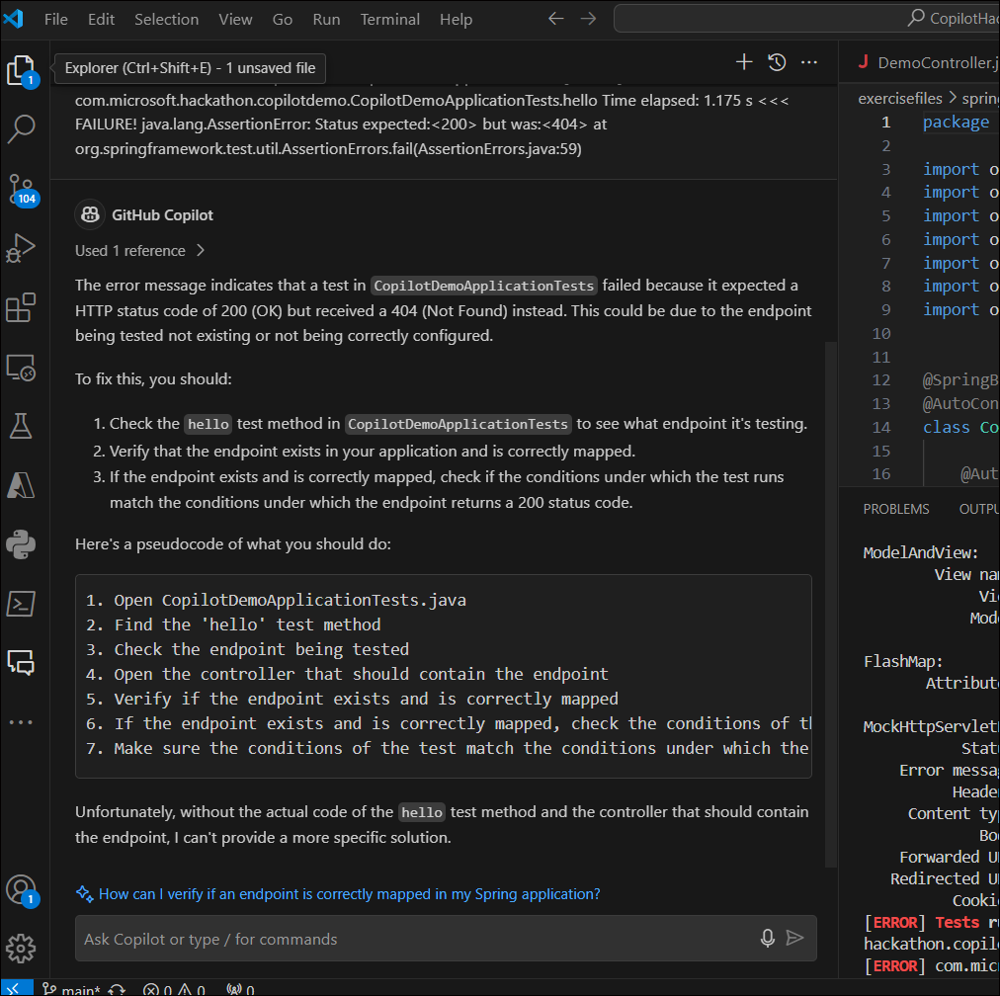 File Edit Selection View Go Run Terminal Help
CopilotHac
Explorer (Ctrl+Shift+E) - 1 unsaved file
com.microsoft.hackathon.copilotdemo.CopilotDemoApplicationTests.hello Time elapsed: 1.175 s <<<
FAILURE! java.lang.AssertionError: Status expected:<200> but was:<404> at
org.springframework.test.util.AssertionErrors.fail(AssertionErrors.java:59)
GitHub Copilot
Used 1 reference
The error message indicates that a test in CopilotDemoApplicationTests failed because it expected a
HTTP status code of 200 (OK) but received a 404 (Not Found) instead. This could be due to the endpoint
being tested not existing or not being correctly configured.
To fix this, you should:
1. Check the hello test method in CopilotDemoApplicationTests to see what endpoint it's testing.
2. Verify that the endpoint exists in your application and is correctly mapped.
3. If the endpoint exists and is correctly mapped, check if the conditions under which the test runs
match the conditions under which the endpoint returns a 200 status code.
Here's a pseudocode of what you should do:
1. Open CopilotDemoApplicationTests.java
2. Find the 'hello' test method
3. Check the endpoint being tested
4. Open the controller that should contain the endpoint
5. Verify if the endpoint exists and is correctly mapped
6. If the endpoint exists and is correctly mapped, check the conditions of th
7. Make sure the conditions of the test match the conditions under which the
Unfortunately, without the actual code of the hello test method and the controller that should contain
the endpoint, I can't provide a more specific solution.
How can I verify if an endpoint is correctly mapped in my Spring application?
Ask Copilot or type / for commands
1
104
1
main* 0 0 0
J DemoController.j
exercisefiles > spring
1 package
2
3 import o
4 import o
5 import o
6 import o
7 import o
8 import o
9 import o
10
11
12 @SpringB
13 @AutoCon
14 class Co
15
16 @Aut
PROBLEMS OUTPU
ModelAndView:
View nam
Vie
Mode
FlashMap:
Attribute
MockHttpServletR
Statu
Error messag
Header
Content typ
Bod
Forwarded UR
Redirected UR
Cookie
[ERROR] Tests ru
hackathon.copilo
[ERROR] com.micr